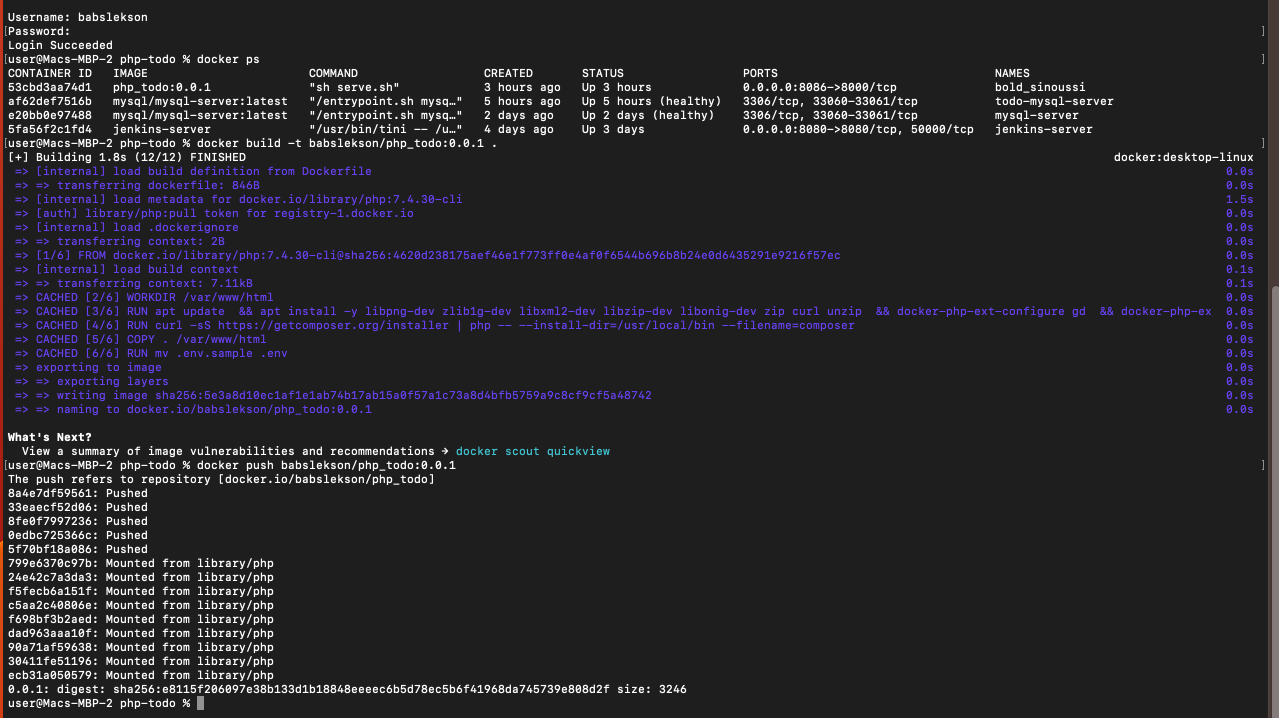 Username: babslekson
[Password: ]
Login Succeeded
[user@Macs-MBP-2 php-todo % docker ps ]
CONTAINER ID   IMAGE                       COMMAND                  CREATED       STATUS                 PORTS                               NAMES
53cbd3aa74d1   php_todo:0.0.1              "sh serve.sh"            3 hours ago   Up 3 hours             0.0.0.0:8086->8000/tcp              bold_sinoussi
af62def7516b   mysql/mysql-server:latest   "/entrypoint.sh mysq…"   5 hours ago   Up 5 hours (healthy)   3306/tcp, 33060-33061/tcp           todo-mysql-server
e20bb0e97488   mysql/mysql-server:latest   "/entrypoint.sh mysq…"   2 days ago    Up 2 days (healthy)    3306/tcp, 33060-33061/tcp           mysql-server
5fa56f2c1fd4   jenkins-server              "/usr/bin/tini -- /u…"   4 days ago    Up 3 days              0.0.0.0:8080->8080/tcp, 50000/tcp   jenkins-server
[user@Macs-MBP-2 php-todo % docker build -t babslekson/php_todo:0.0.1 . ]
[+] Building 1.8s (12/12) FINISHED docker:desktop-linux
=> [internal] load build definition from Dockerfile 0.0s
=> => transferring dockerfile: 846B 0.0s
=> [internal] load metadata for docker.io/library/php:7.4.30-cli 1.5s
=> [auth] library/php:pull token for registry-1.docker.io 0.0s
=> [internal] load .dockerignore 0.0s
=> => transferring context: 2B 0.0s
=> [1/6] FROM docker.io/library/php:7.4.30-cli@sha256:4620d238175aef46e1f773ff0e4af0f6544b696b8b24e0d6435291e9216f57ec 0.0s
=> [internal] load build context 0.1s
=> => transferring context: 7.11kB 0.1s
=> CACHED [2/6] WORKDIR /var/www/html 0.0s
=> CACHED [3/6] RUN apt update  && apt install -y libpng-dev zlib1g-dev libxml2-dev libzip-dev libonig-dev zip curl unzip  && docker-php-ext-configure gd  && docker-php-ex 0.0s
=> CACHED [4/6] RUN curl -sS https://getcomposer.org/installer | php -- --install-dir=/usr/local/bin --filename=composer 0.0s
=> CACHED [5/6] COPY . /var/www/html 0.0s
=> CACHED [6/6] RUN mv .env.sample .env 0.0s
=> exporting to image 0.0s
=> => exporting layers 0.0s
=> => writing image sha256:5e3a8d10ec1af1e1ab74b17ab15a0f57a1c73a8d4bfb5759a9c8cf9cf5a48742 0.0s
=> => naming to docker.io/babslekson/php_todo:0.0.1 0.0s
What's Next?
View a summary of image vulnerabilities and recommendations → docker scout quickview
[user@Macs-MBP-2 php-todo % docker push babslekson/php_todo:0.0.1 ]
The push refers to repository [docker.io/babslekson/php_todo]
8a4e7df59561: Pushed
33eaecf52d06: Pushed
8fe0f7997236: Pushed
0edbc725366c: Pushed
5f70bf18a086: Pushed
799e6370c97b: Mounted from library/php
24e42c7a3da3: Mounted from library/php
f5fecb6a151f: Mounted from library/php
c5aa2c40806e: Mounted from library/php
f698bf3b2aed: Mounted from library/php
dad963aaa10f: Mounted from library/php
90a71af59638: Mounted from library/php
30411fe51196: Mounted from library/php
ecb31a050579: Mounted from library/php
0.0.1: digest: sha256:e8115f206097e38b133d1b18848eeeec6b5d78ec5b6f41968da745739e808d2f size: 3246
user@Macs-MBP-2 php-todo %